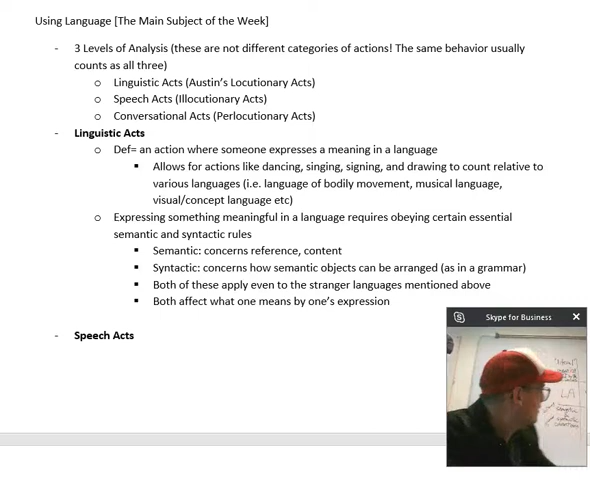 Using Language [The Main Subject of the Week]
- 3 Levels of Analysis (these are not different categories of actions! The same behavior usually
counts as all three)
o Linguistic Acts (Austin's Locutionary Acts)
o Speech Acts (Illocutionary Acts)
o Conversational Acts (Perlocutionary Acts)
- Linguistic Acts
o Def= an action where someone expresses a meaning in a language
▪ Allows for actions like dancing, singing, signing, and drawing to count relative to
various languages (i.e. language of bodily movement, musical language,
visual/concept language etc)
o Expressing something meaningful in a language requires obeying certain essential
semantic and syntactic rules
▪ Semantic: concerns reference, content
▪ Syntactic: concerns how semantic objects can be arranged (as in a grammar)
▪ Both of these apply even to the stranger languages mentioned above
▪ Both affect what one means by one's expression
- Speech Acts
Skype for Business
LA